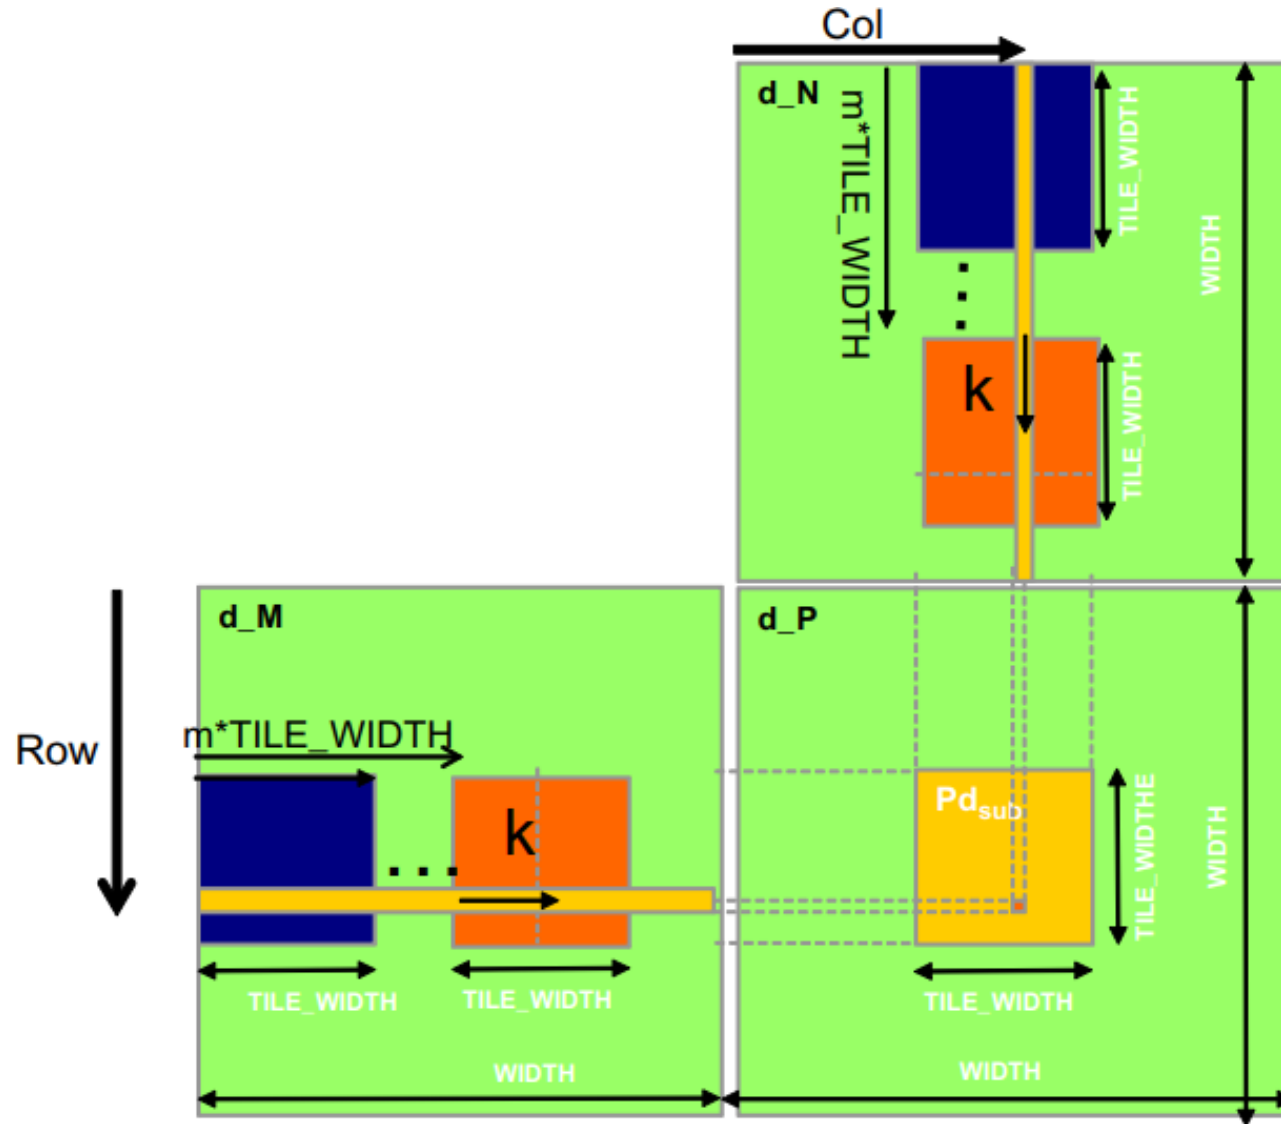 Col
d_N
m*TILE_WIDTH
TILE_WIDTH
WIDTH
k
TILE_WIDTH
d_M
d_P
Row
m*TILE_WIDTH
k
Pdsub
TILE_WIDTHE
WIDTH
TILE_WIDTH
TILE_WIDTH
TILE_WIDTH
WIDTH
WIDTH